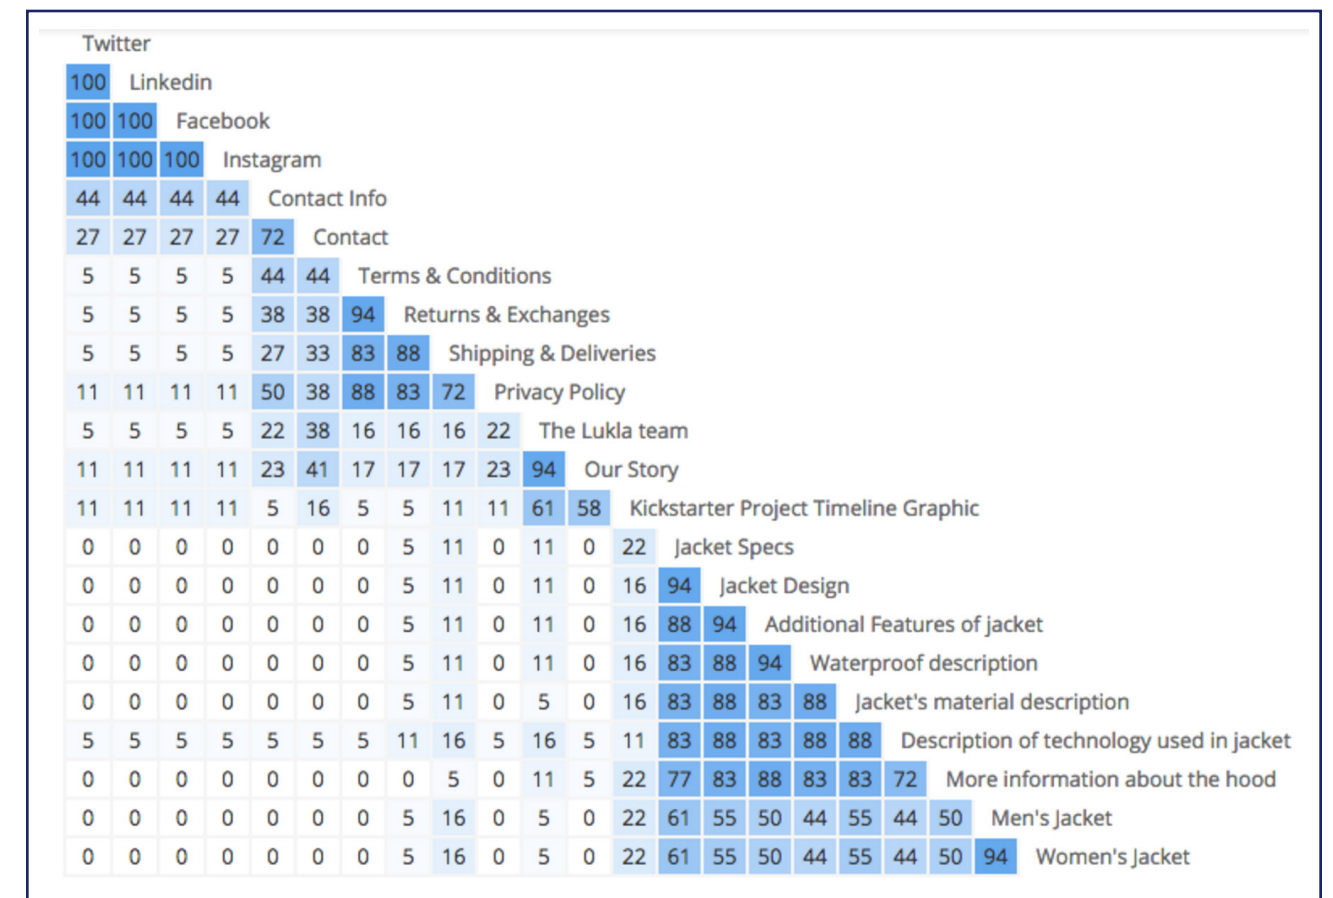 Twitter
100 Linkedin
100 100 Facebook
100 100 100 Instagram
44 44 44 44 Contact Info
27 27 27 27 72 Contact
5 5 5 5 44 44 Terms & Conditions
5 5 5 5 38 38 94 Returns & Exchanges
5 5 5 5 27 33 83 88 Shipping & Deliveries
11 11 11 11 50 38 88 83 72 Privacy Policy
5 5 5 5 22 38 16 16 16 22 The Lukla team
11 11 11 11 23 41 17 17 17 23 94 Our Story
11 11 11 11 5 16 5 5 11 11 61 58 Kickstarter Project Timeline Graphic
0 0 0 0 0 0 0 5 11 0 11 0 22 Jacket Specs
0 0 0 0 0 0 0 5 11 0 11 0 16 94 Jacket Design
0 0 0 0 0 0 0 5 11 0 11 0 16 88 94 Additional Features of jacket
0 0 0 0 0 0 0 5 11 0 11 0 16 83 88 94 Waterproof description
0 0 0 0 0 0 0 5 11 0 5 0 16 83 88 83 88 Jacket's material description
5 5 5 5 5 5 5 11 16 5 16 5 11 83 88 83 88 88 Description of technology used in jacket
0 0 0 0 0 0 0 0 5 0 11 5 22 77 83 88 83 83 72 More information about the hood
0 0 0 0 0 0 0 5 16 0 5 0 22 61 55 50 44 55 44 50 Men's Jacket
0 0 0 0 0 0 0 5 16 0 5 0 22 61 55 50 44 55 44 50 94 Women's Jacket